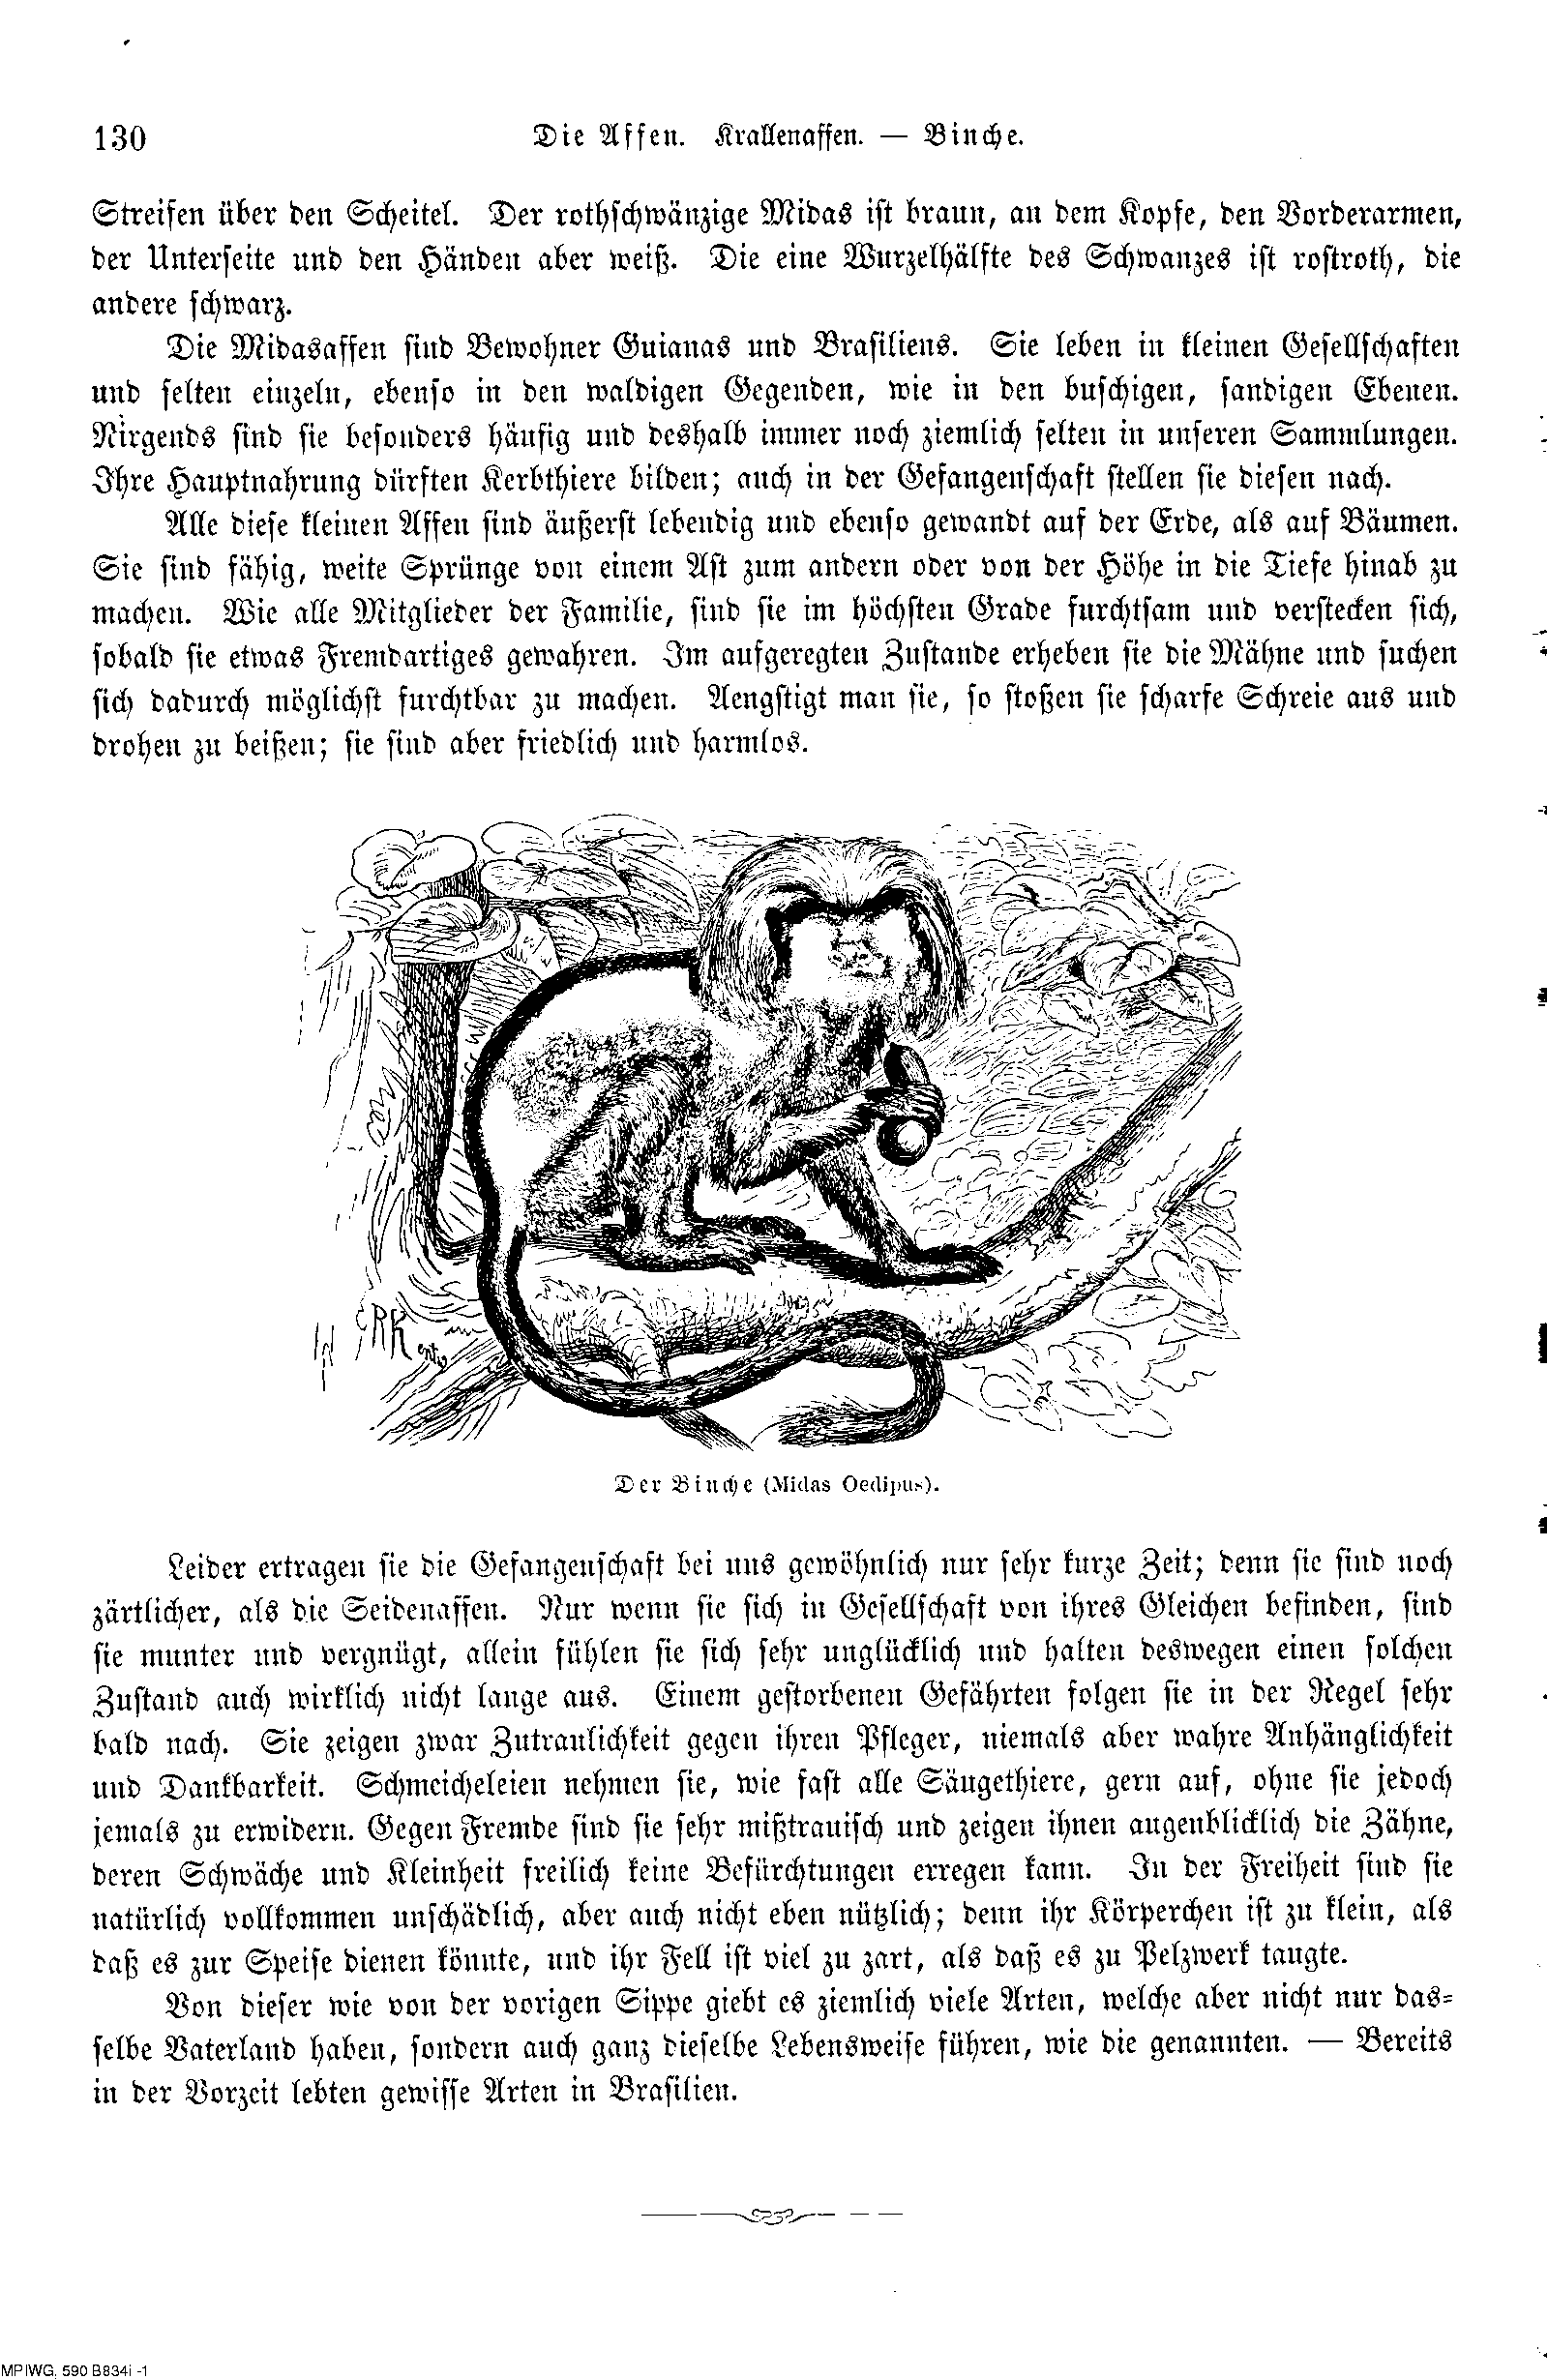 130
Die Affen. Krallenaffen. — Binche.
Streifen über den Scheitel. Der rothschwänzige Midas ist braun, an dem Kopfe, den Vorderarmen,
der Unterseite und den Händen aber weiß. Die eine Wurzelhälfte des Schwanzes ist rostroth, die
andere schwarz.
Die Midasaffen sind Bewohner Guianas und Brasiliens. Sie leben in kleinen Gesellschaften
und selten einzeln, ebenso in den waldigen Gegenden, wie in den buschigen, sandigen Ebenen.
Nirgends sind sie besonders häufig und deshalb immer noch ziemlich selten in unseren Sammlungen.
Ihre Hauptnahrung dürften Kerbthiere bilden; auch in der Gefangenschaft stellen sie diesen nach.
Alle diese kleinen Affen sind äußerst lebendig und ebenso gewandt auf der Erde, als auf Bäumen.
Sie sind fähig, weite Sprünge von einem Ast zum andern oder von der Höhe in die Tiefe hinab zu
machen. Wie alle Mitglieder der Familie, sind sie im höchsten Grade furchtsam und verstecken sich,
sobald sie etwas Fremdartiges gewahren. Im aufgeregten Zustande erheben sie die Mähne und suchen
sich dadurch möglichst furchtbar zu machen. Aengstigt man sie, so stoßen sie scharfe Schreie aus und
drohen zu beißen; sie sind aber friedlich und harmlos.
Der Binche (Midas Oedipus).
Leider ertragen sie die Gefangenschaft bei uns gewöhnlich nur sehr kurze Zeit; denn sie sind noch
zärtlicher, als die Seidenaffen. Nur wenn sie sich in Gesellschaft von ihres Gleichen befinden, sind
sie munter und vergnügt, allein fühlen sie sich sehr unglücklich und halten deswegen einen solchen
Zustand auch wirklich nicht lange aus. Einem gestorbenen Gefährten folgen sie in der Regel sehr
bald nach. Sie zeigen zwar Zutraulichkeit gegen ihren Pfleger, niemals aber wahre Anhänglichkeit
und Dankbarkeit. Schmeicheleien nehmen sie, wie fast alle Säugethiere, gern auf, ohne sie jedoch
jemals zu erwidern. Gegen Fremde sind sie sehr mißtrauisch und zeigen ihnen augenblicklich die Zähne,
deren Schwäche und Kleinheit freilich keine Befürchtungen erregen kann. In der Freiheit sind sie
natürlich vollkommen unschädlich, aber auch nicht eben nützlich; denn ihr Körperchen ist zu klein, als
daß es zur Speise dienen könnte, und ihr Fell ist viel zu zart, als daß es zu Pelzwerk taugte.
Von dieser wie von der vorigen Sippe giebt es ziemlich viele Arten, welche aber nicht nur das-
selbe Vaterland haben, sondern auch ganz dieselbe Lebensweise führen, wie die genannten. — Bereits
in der Vorzeit lebten gewisse Arten in Brasilien.
MPIWG, 590 B834i -1